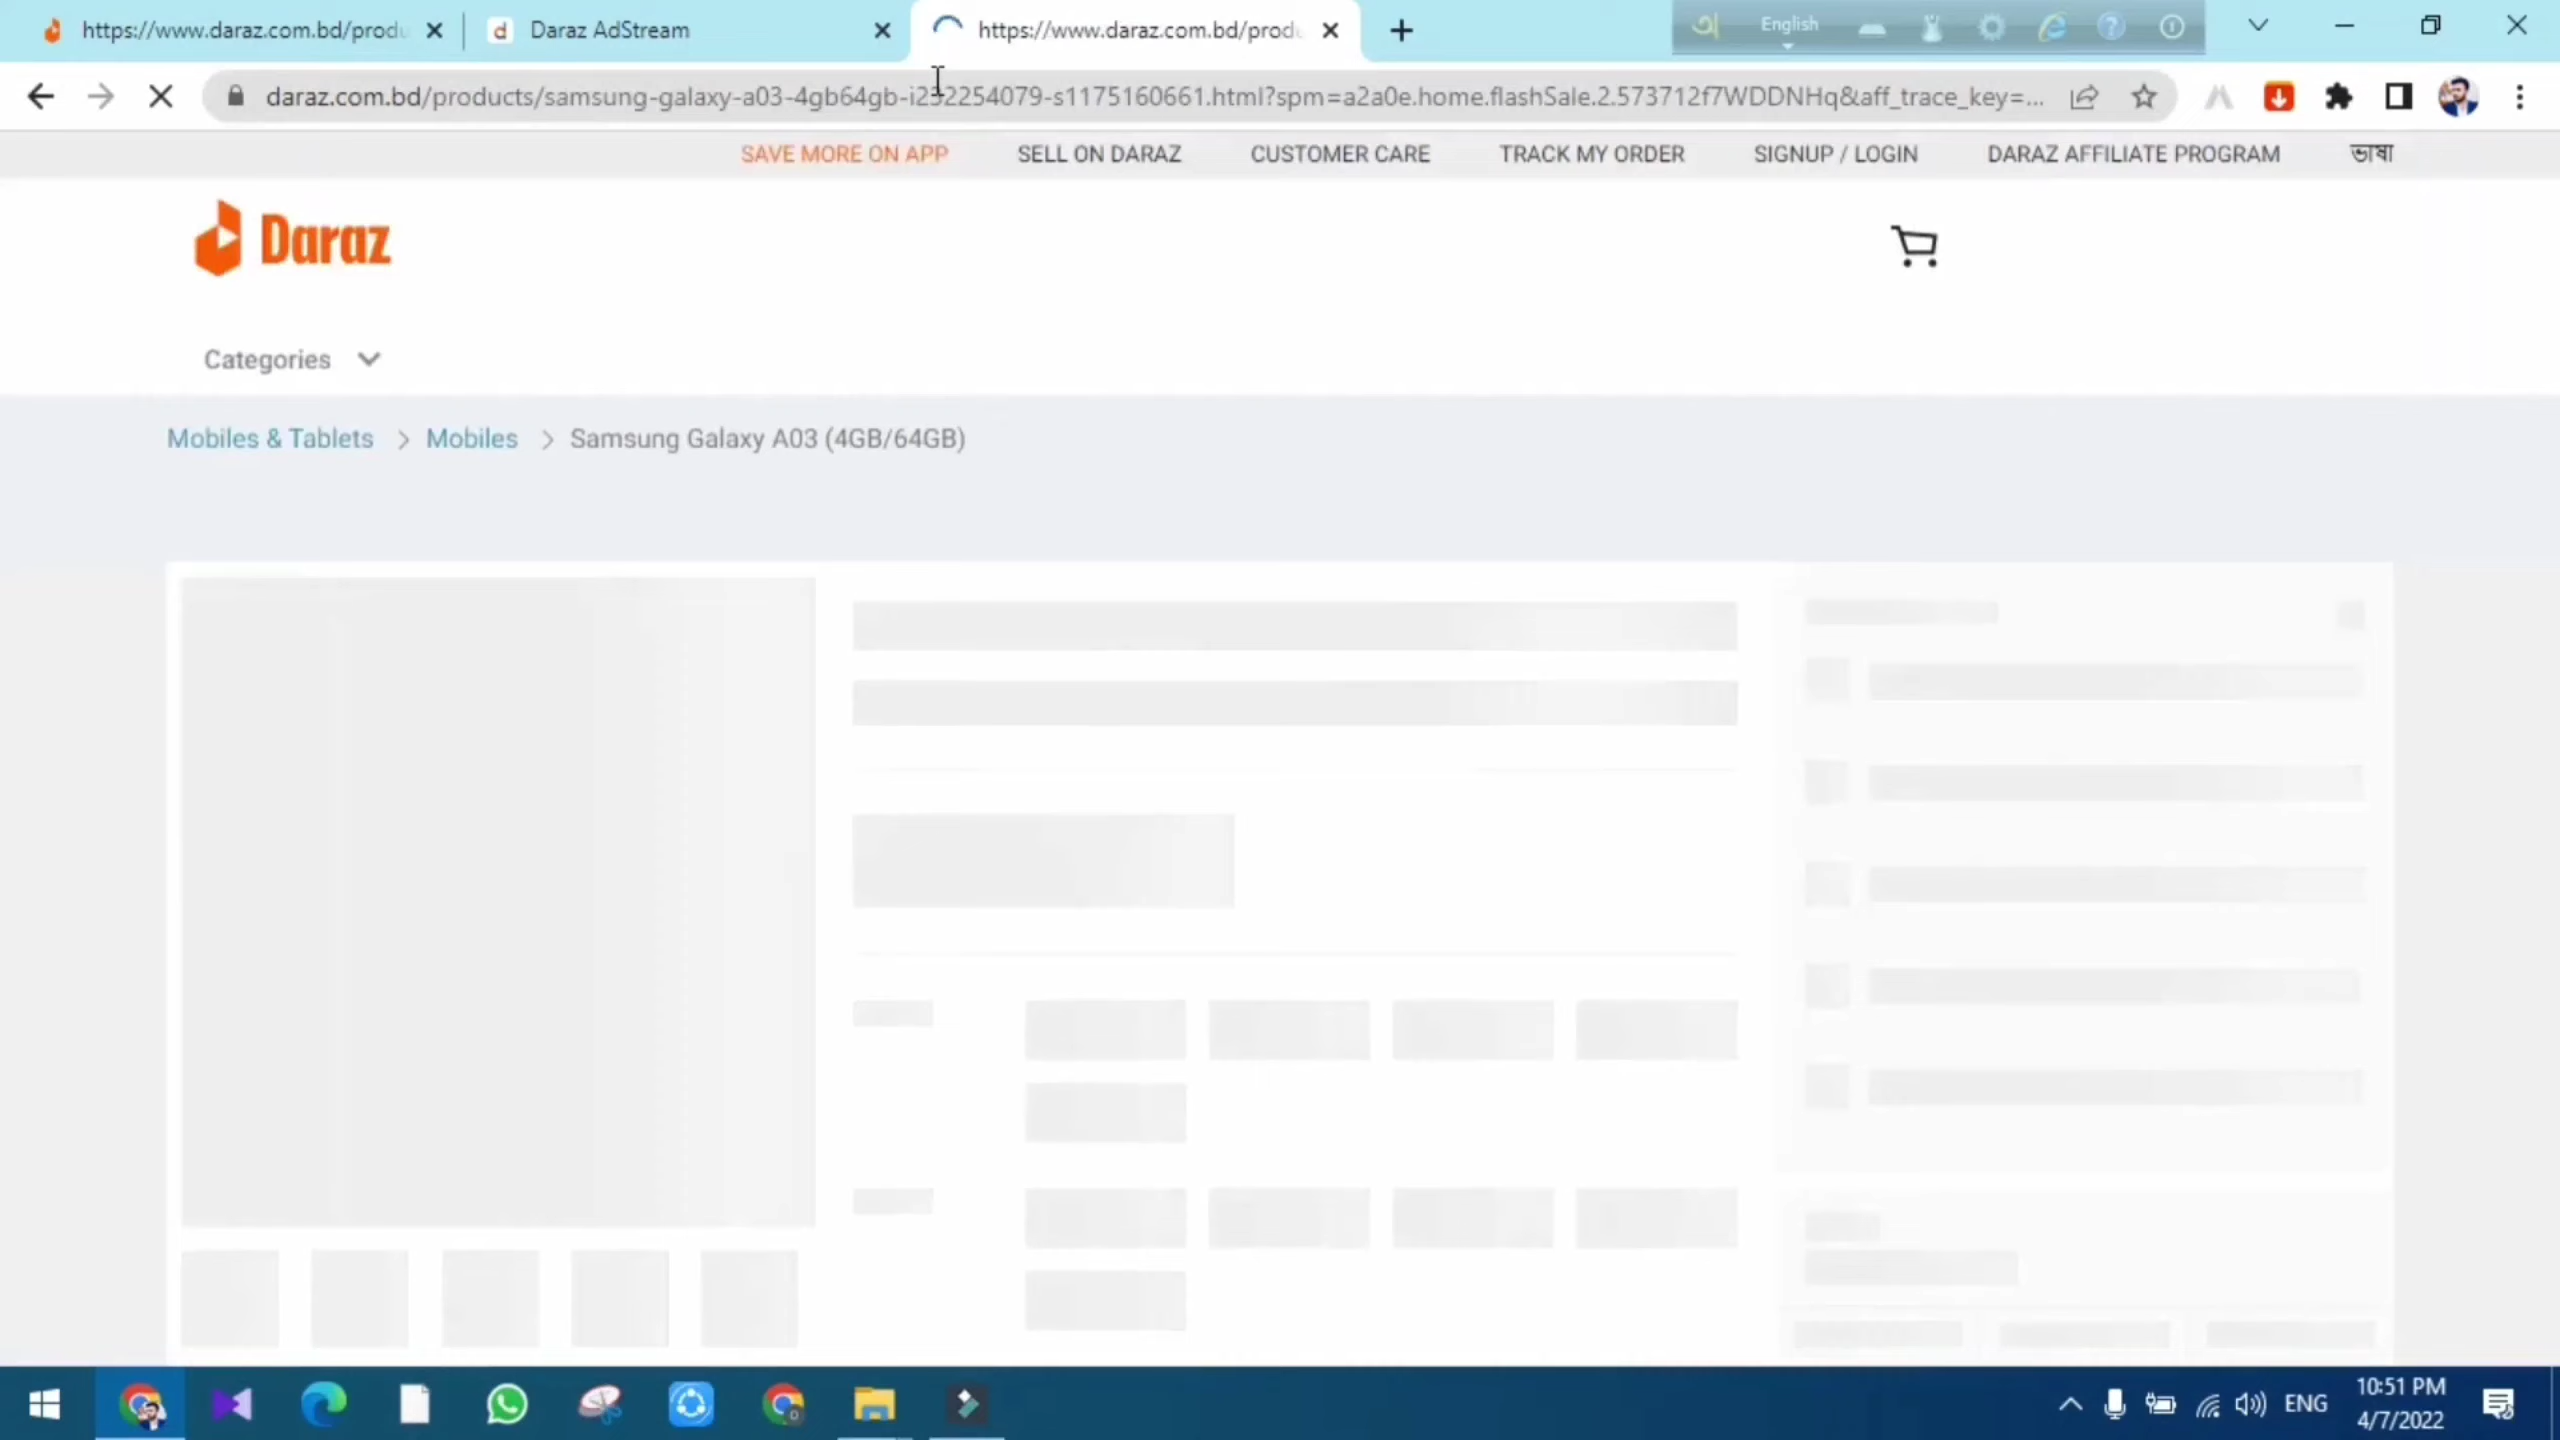 https://www.daraz.com.bd/produ
Daraz AdStream
https://www.daraz.com.bd/produ
English
daraz.com.bd/products/samsung-galaxy-a03-4gb64gb-i232254079-s1175160661.html?spm=a2a0e.home.flashSale.2.573712f7WDDNHq&aff_trace_key=...
SAVE MORE ON APP
SELL ON DARAZ
CUSTOMER CARE
TRACK MY ORDER
SIGNUP / LOGIN
DARAZ AFFILIATE PROGRAM
ভাষা
Daraz
Categories
Mobiles & Tablets > Mobiles > Samsung Galaxy A03 (4GB/64GB)
ENG
10:51 PM
4/7/2022